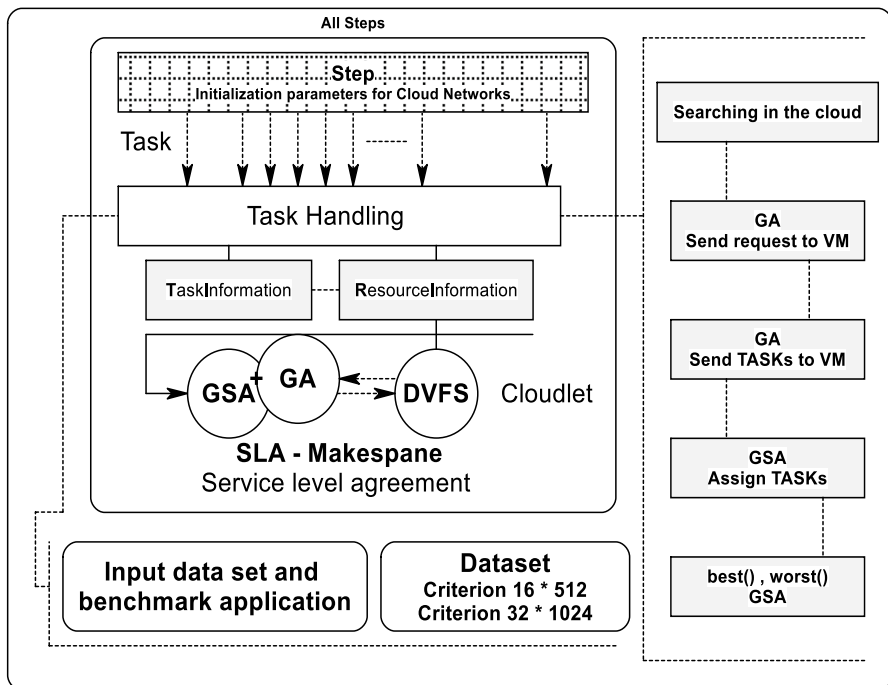 All Steps
Step
Initialization parameters for Cloud Networks
Task
Task Handling
TaskInformation
ResourceInformation
GSA
+
GA
DVFS
Cloudlet
SLA - Makespane
Service level agreement
Input data set and
benchmark application
Dataset
Criterion 16 * 512
Criterion 32 * 1024
Searching in the cloud
GA
Send request to VM
GA
Send TASKs to VM
GSA
Assign TASKs
best() , worst()
GSA